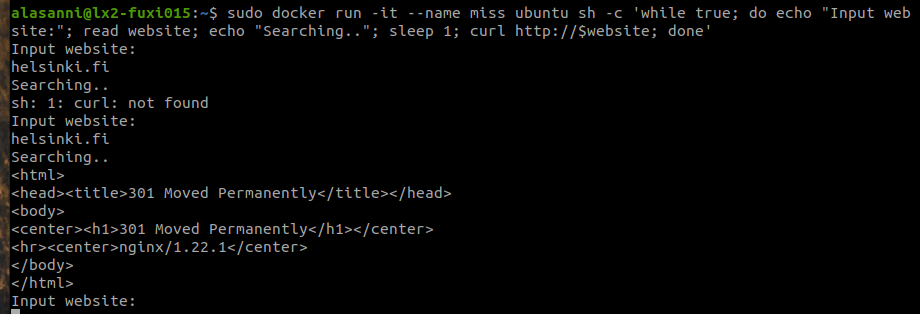 alasanni@lx2-fuxi015:~$ sudo docker run -it --name miss ubuntu sh -c 'while true; do echo "Input web
site:"; read website; echo "Searching.."; sleep 1; curl http://$website; done'
Input website:
helsinki.fi
Searching..
sh: 1: curl: not found
Input website:
helsinki.fi
Searching..
<html>
<head><title>301 Moved Permanently</title></head>
<body>
<center><h1>301 Moved Permanently</h1></center>
<hr><center>nginx/1.22.1</center>
</body>
</html>
Input website: